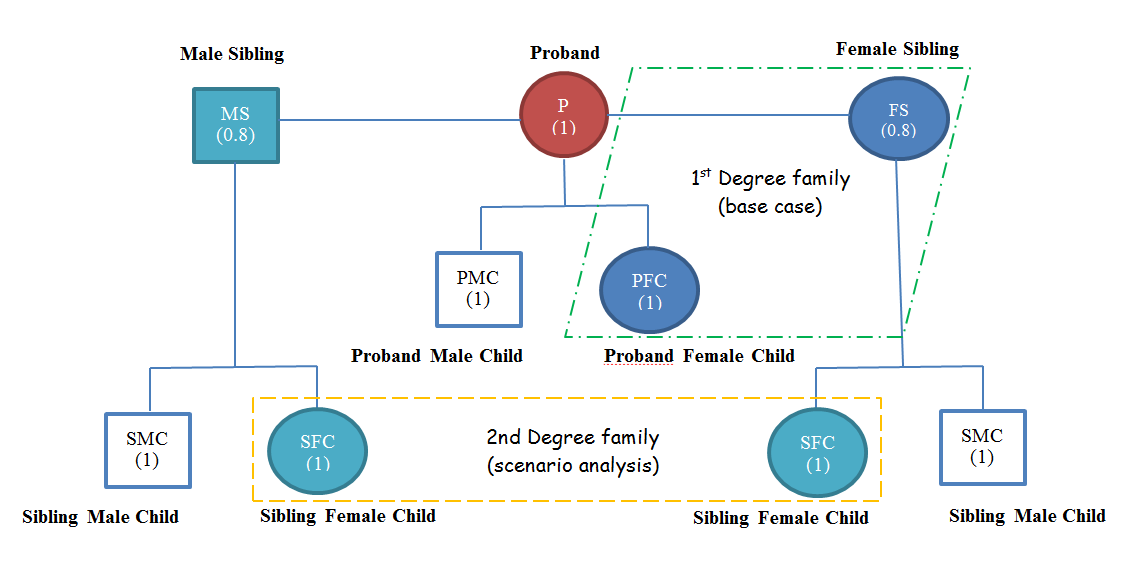 Male Sibling
Proband
Female Sibling
MS
(0.8)
P
(1)
FS
(0.8)
1st Degree family
(base case)
PMC
(1)
PFC
(1)
Proband Male Child
Proband Female Child
SMC
(1)
SFC
(1)
2nd Degree family
(scenario analysis)
SFC
(1)
SMC
(1)
Sibling Male Child
Sibling Female Child
Sibling Female Child
Sibling Male Child